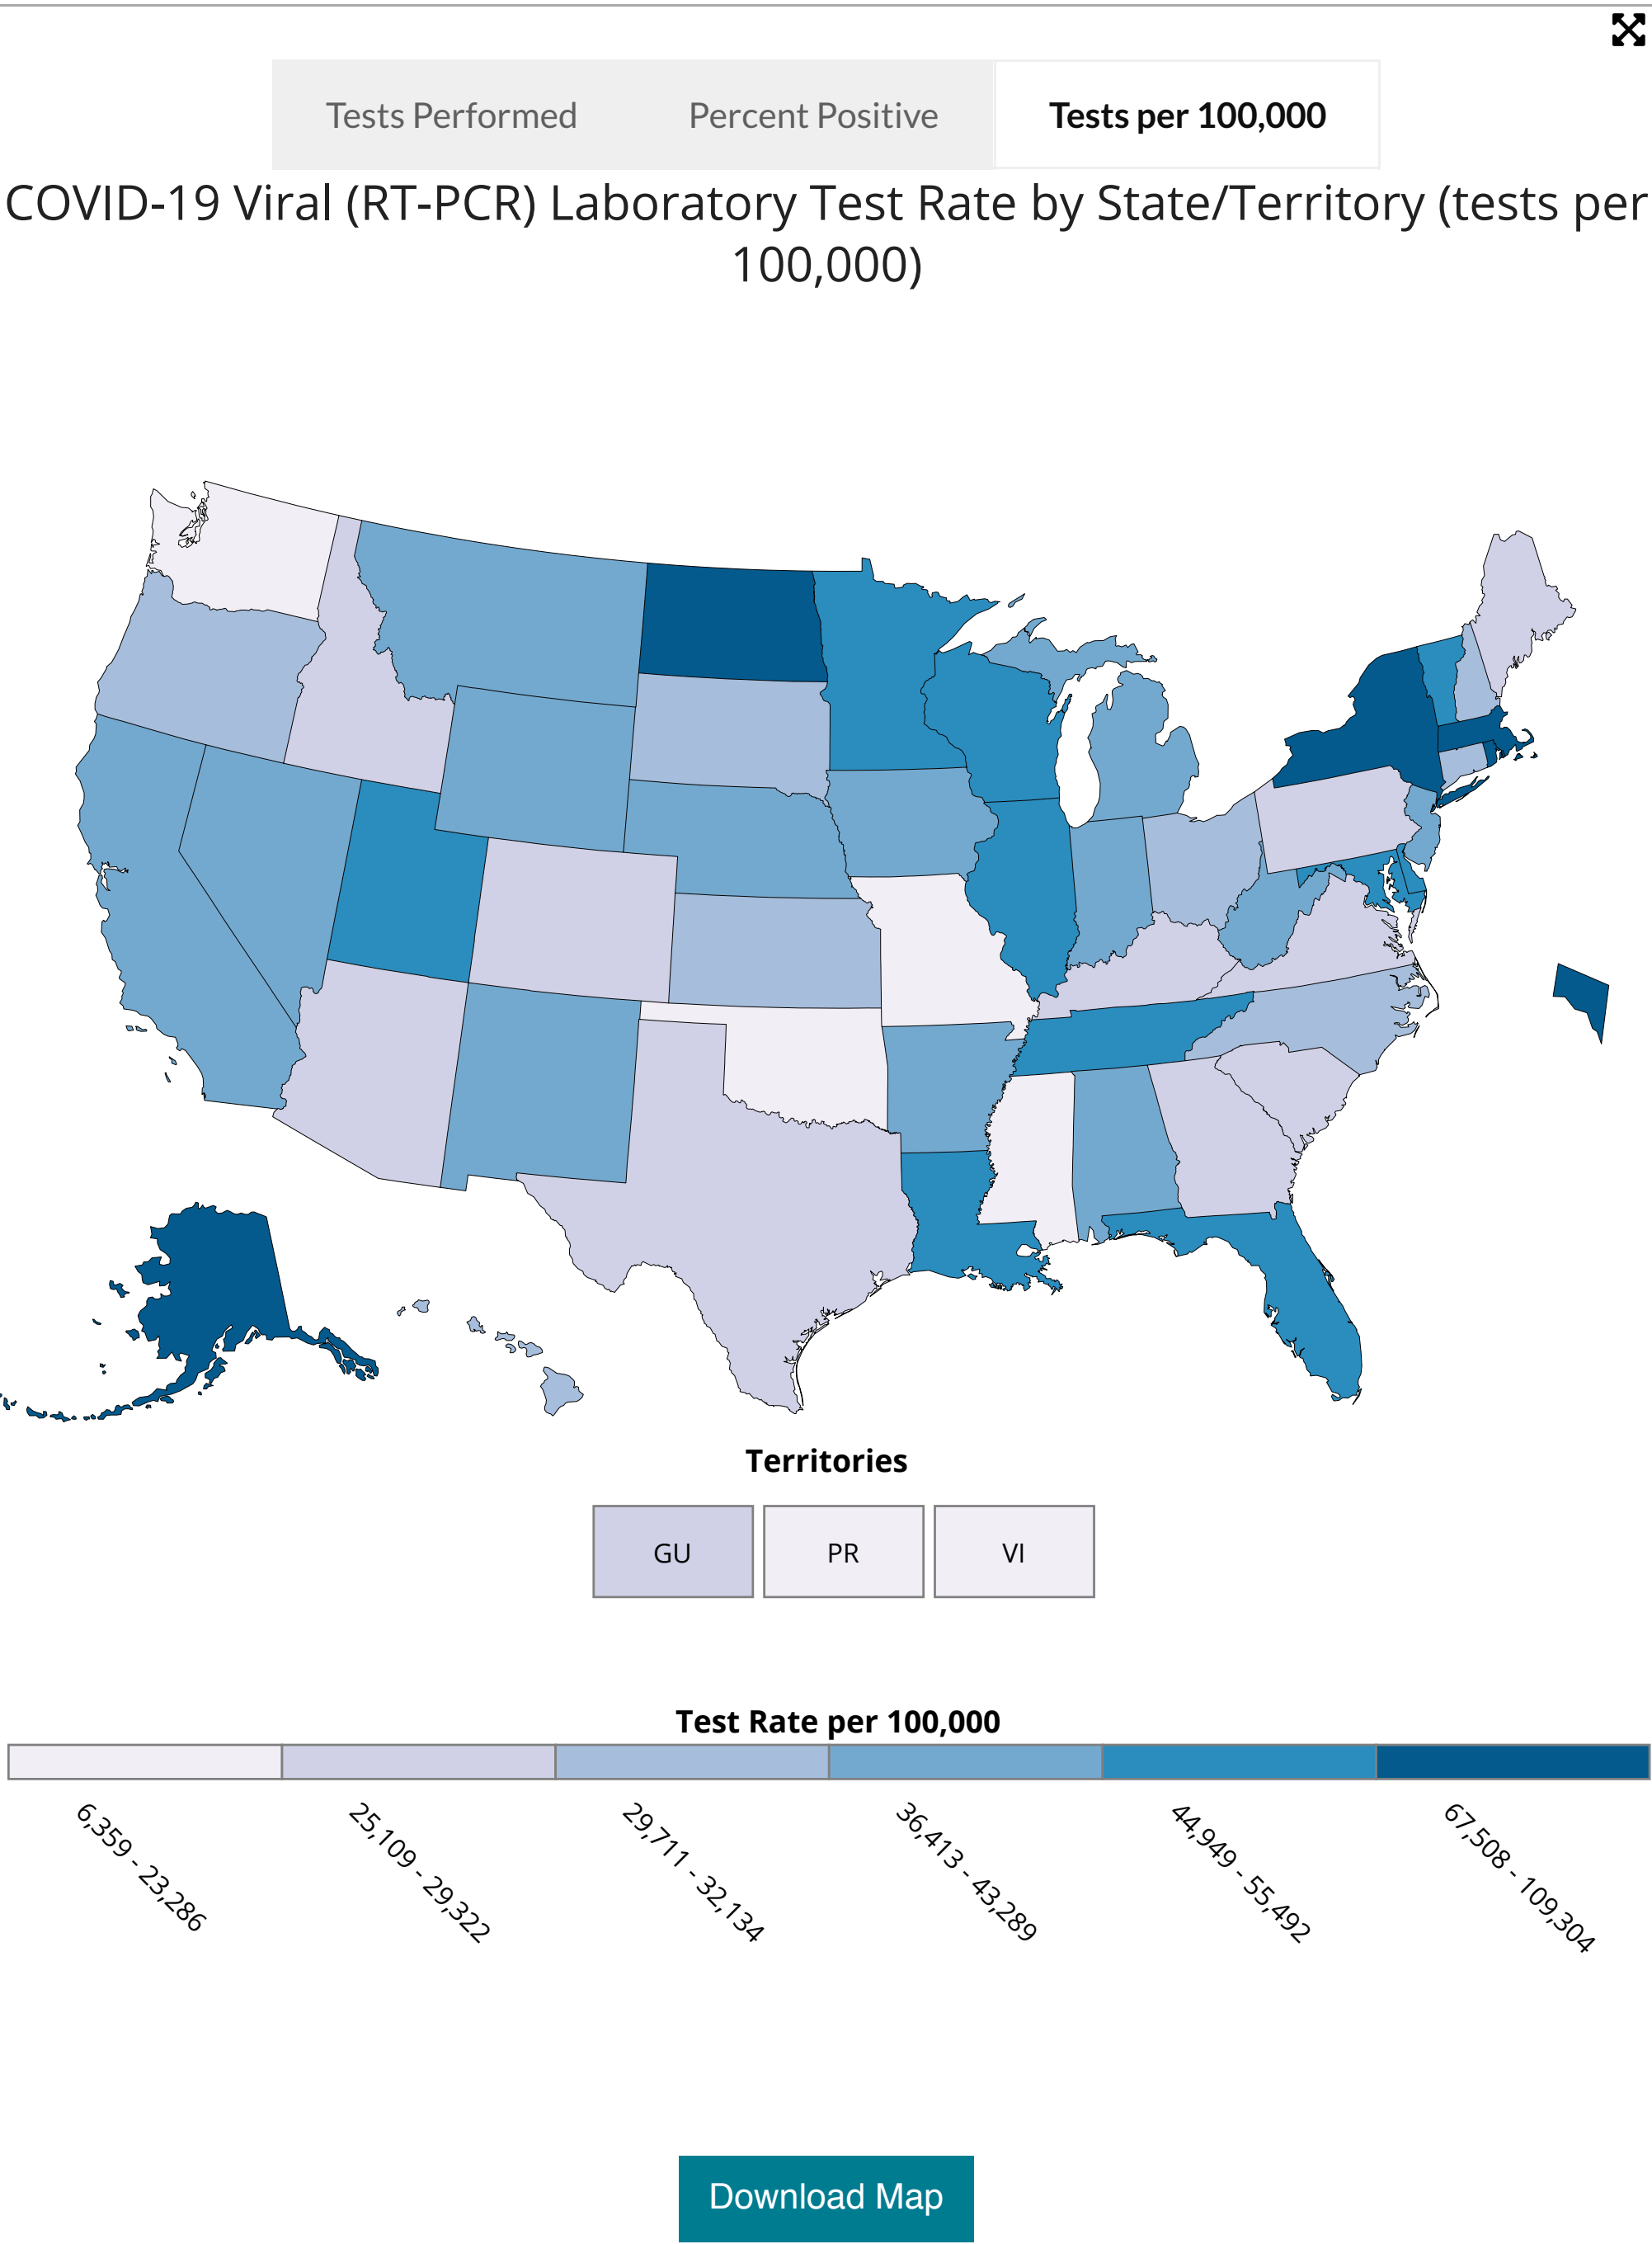 Tests Performed Percent Positive Tests per 100,000
COVID-19 Viral (RT-PCR) Laboratory Test Rate by State/Territory (tests per
100,000)
Territories
GU PR VI
Test Rate per 100,000
6,359 - 23,286
25,109 - 29,322
29,711 - 32,134
36,413 - 43,289
44,949 - 55,492
67,508 - 109,304
Download Map